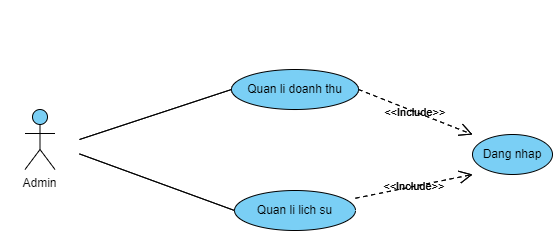 Quan li doanh thu
<<Include>>
Dang nhap
Admin
<<Include>>
Quan li lich su